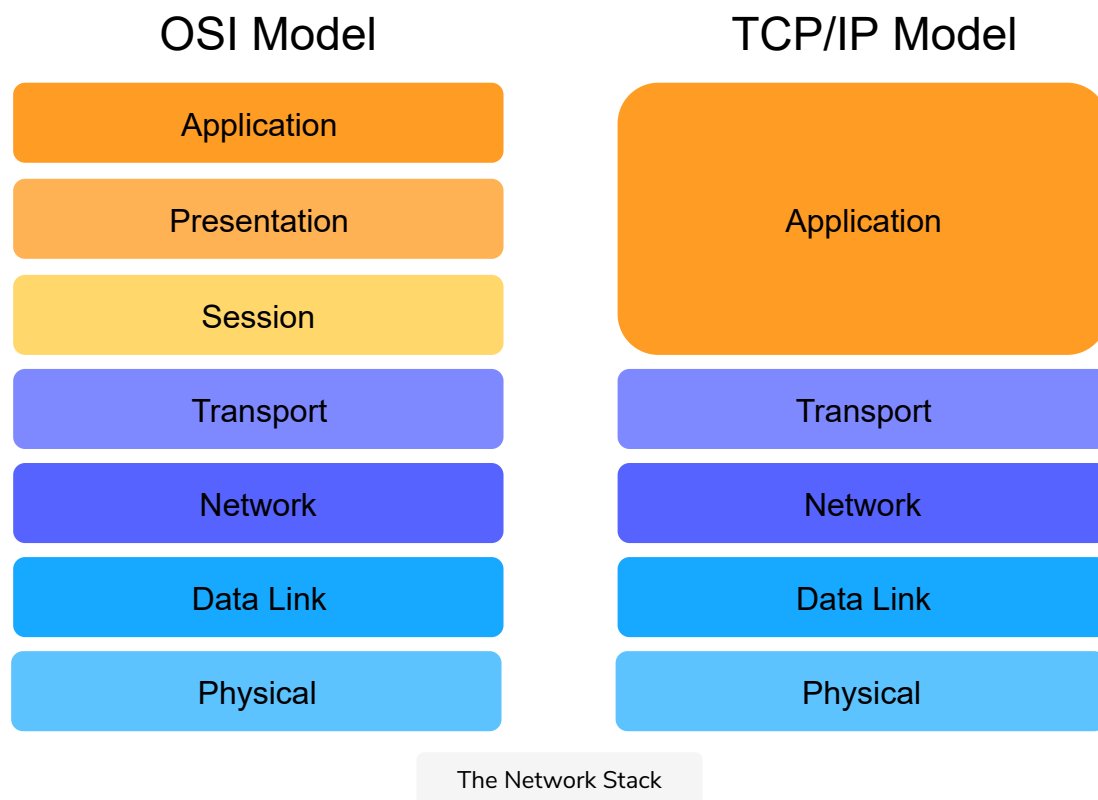 OSI Model
Application
Presentation
Session
Transport
Network
Data Link
Physical
TCP/IP Model
Application
Transport
Network
Data Link
Physical
The Network Stack